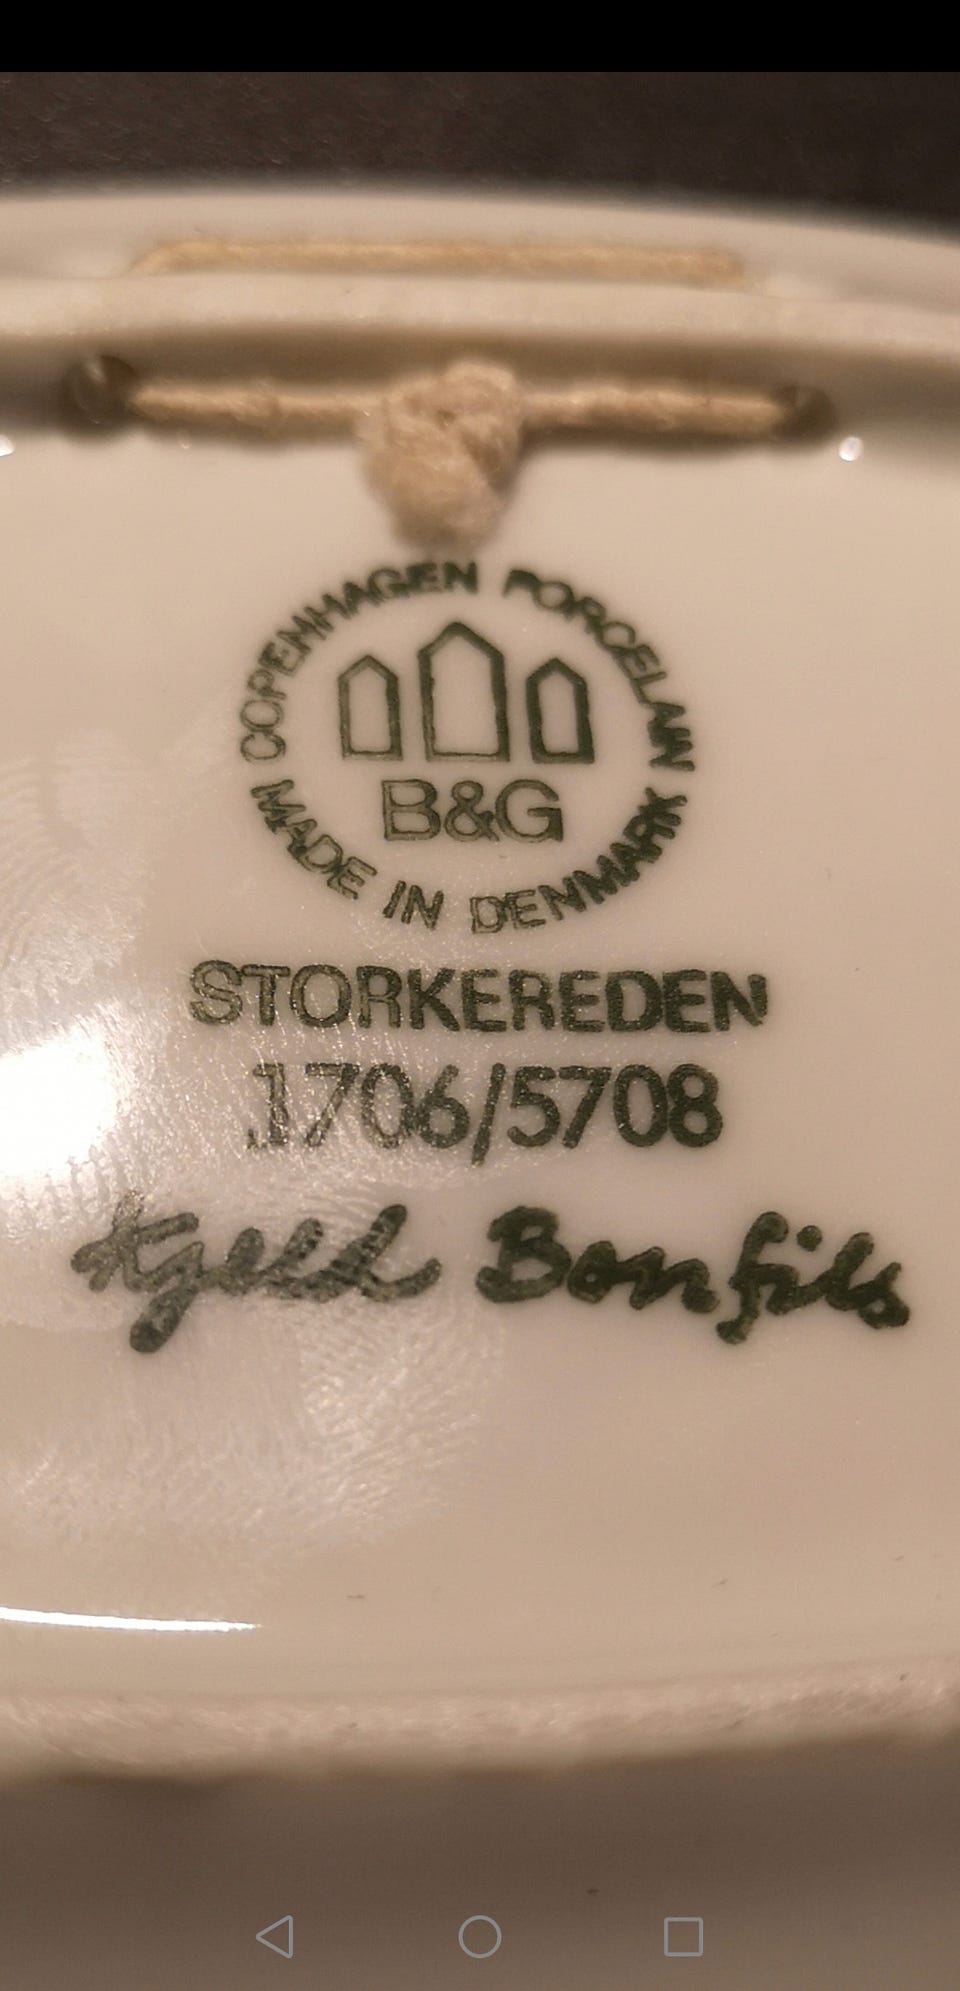 COPENHAGEN PORCELAIN
B&G
MADE IN DENMARK
STORKEREDEN
1706/5708
Kjeld Bonfils